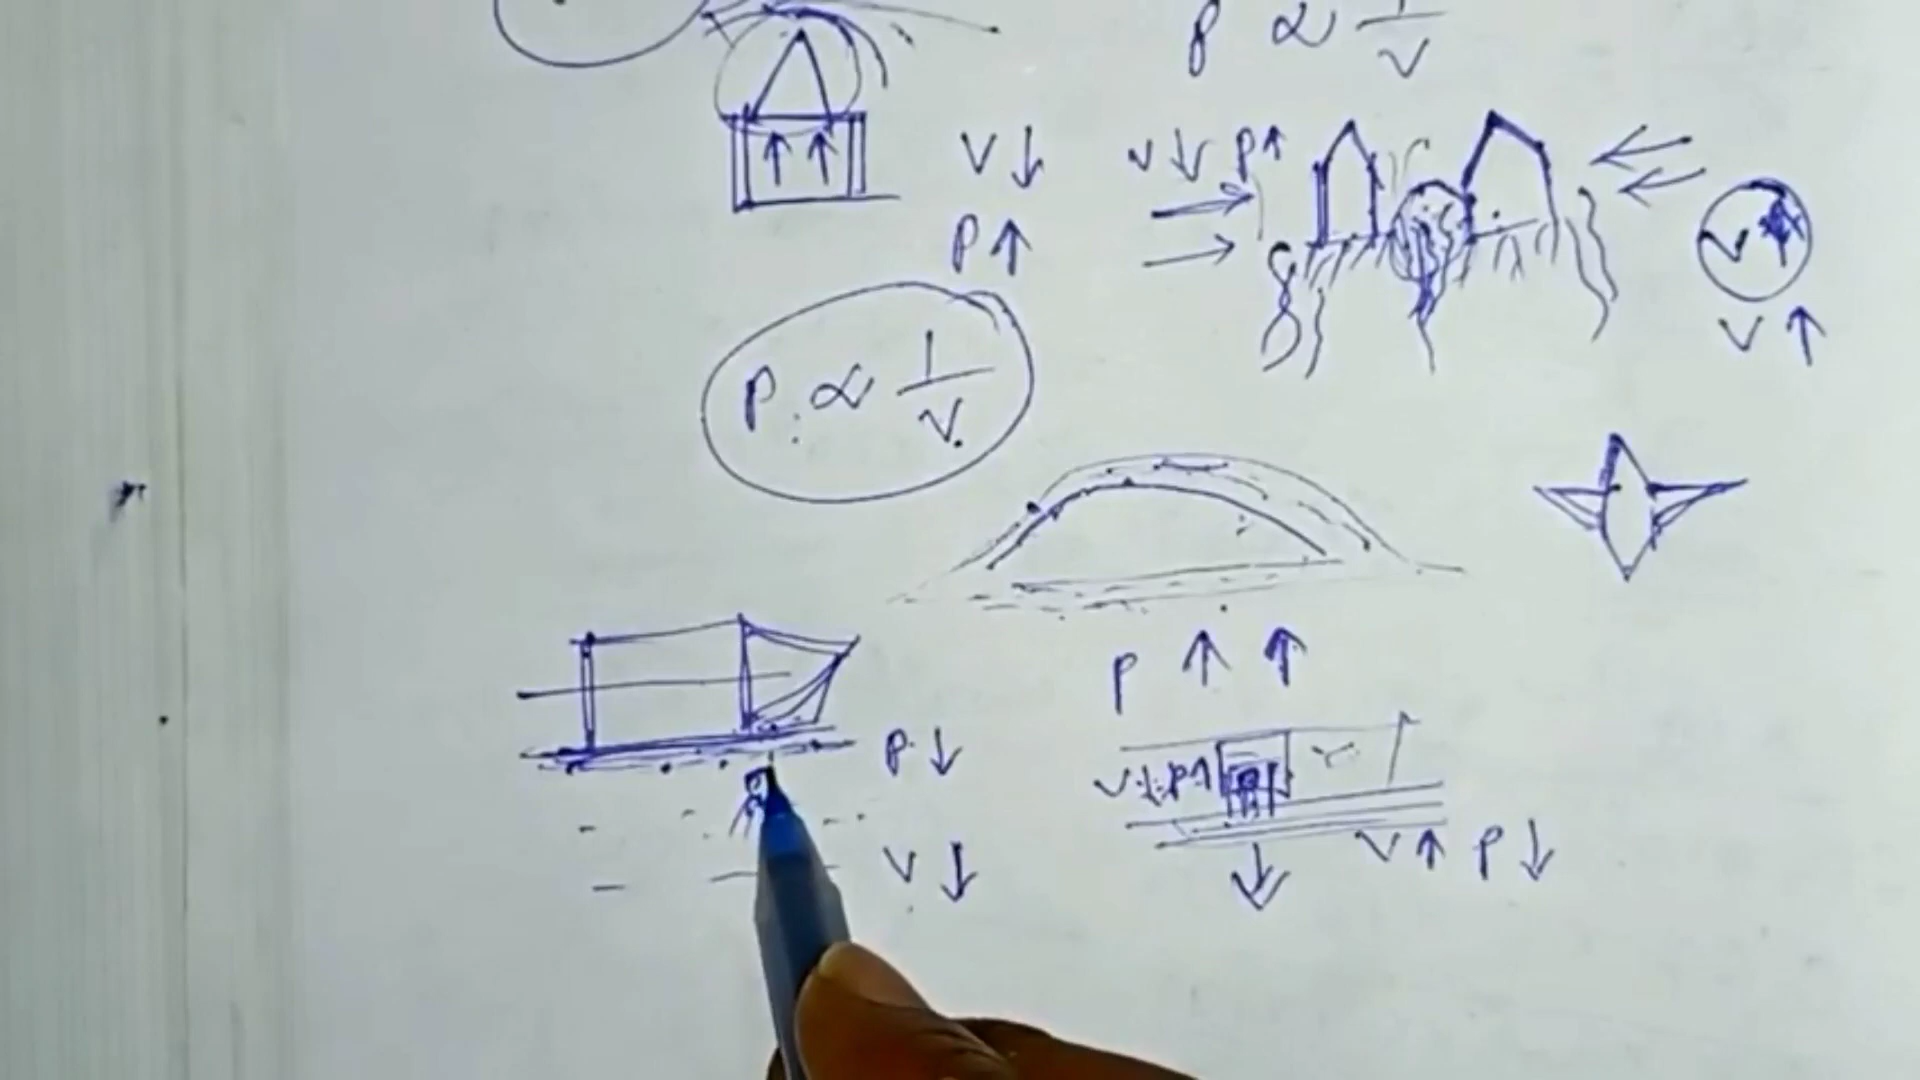 P ∝ 1/V
V ↓
V ↓ P ↑
P ↑
V
V ↑
P ∝ 1/V
P ↑ ↑
P ↓
V ↓ P ↑
V ↓
V ↑ P ↓